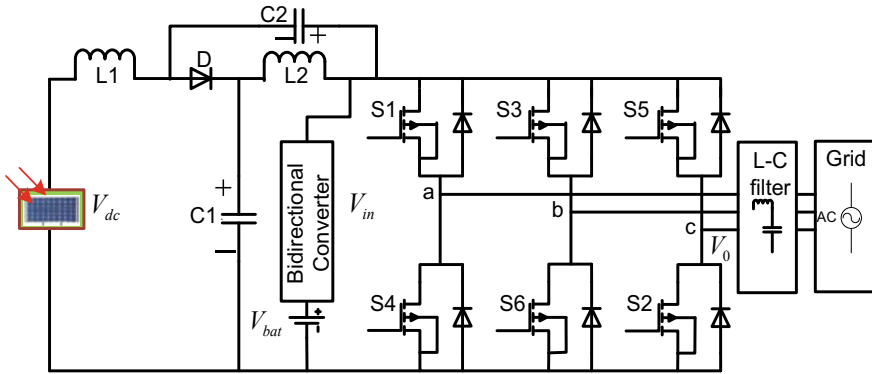 C2
+
L1
D
L2
S1
S3
S5
+
C1
V_dc
Bidirectional
Converter
V_in
a
b
c
V_0
L-C
filter
Grid
AC
V_bat
+
S4
S6
S2